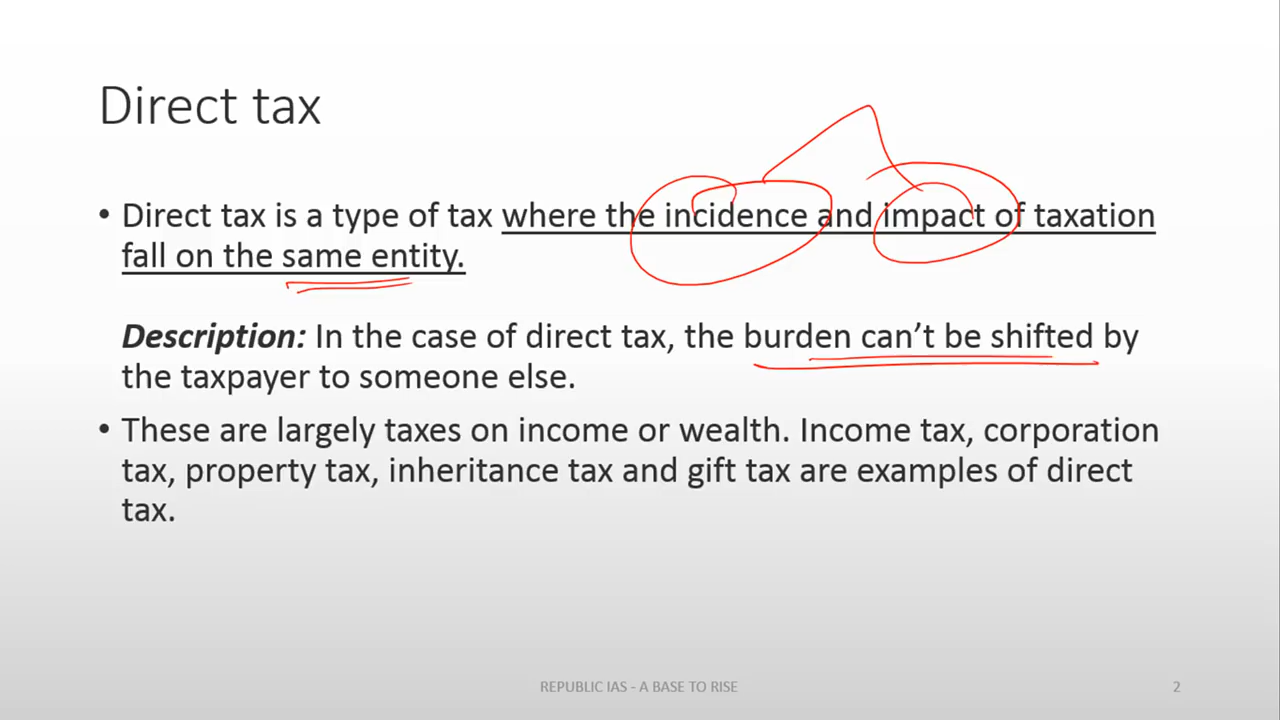 Direct tax
• Direct tax is a type of tax where the incidence and impact of taxation
fall on the same entity.
Description: In the case of direct tax, the burden can’t be shifted by
the taxpayer to someone else.
• These are largely taxes on income or wealth. Income tax, corporation
tax, property tax, inheritance tax and gift tax are examples of direct
tax.
REPUBLIC IAS - A BASE TO RISE
2